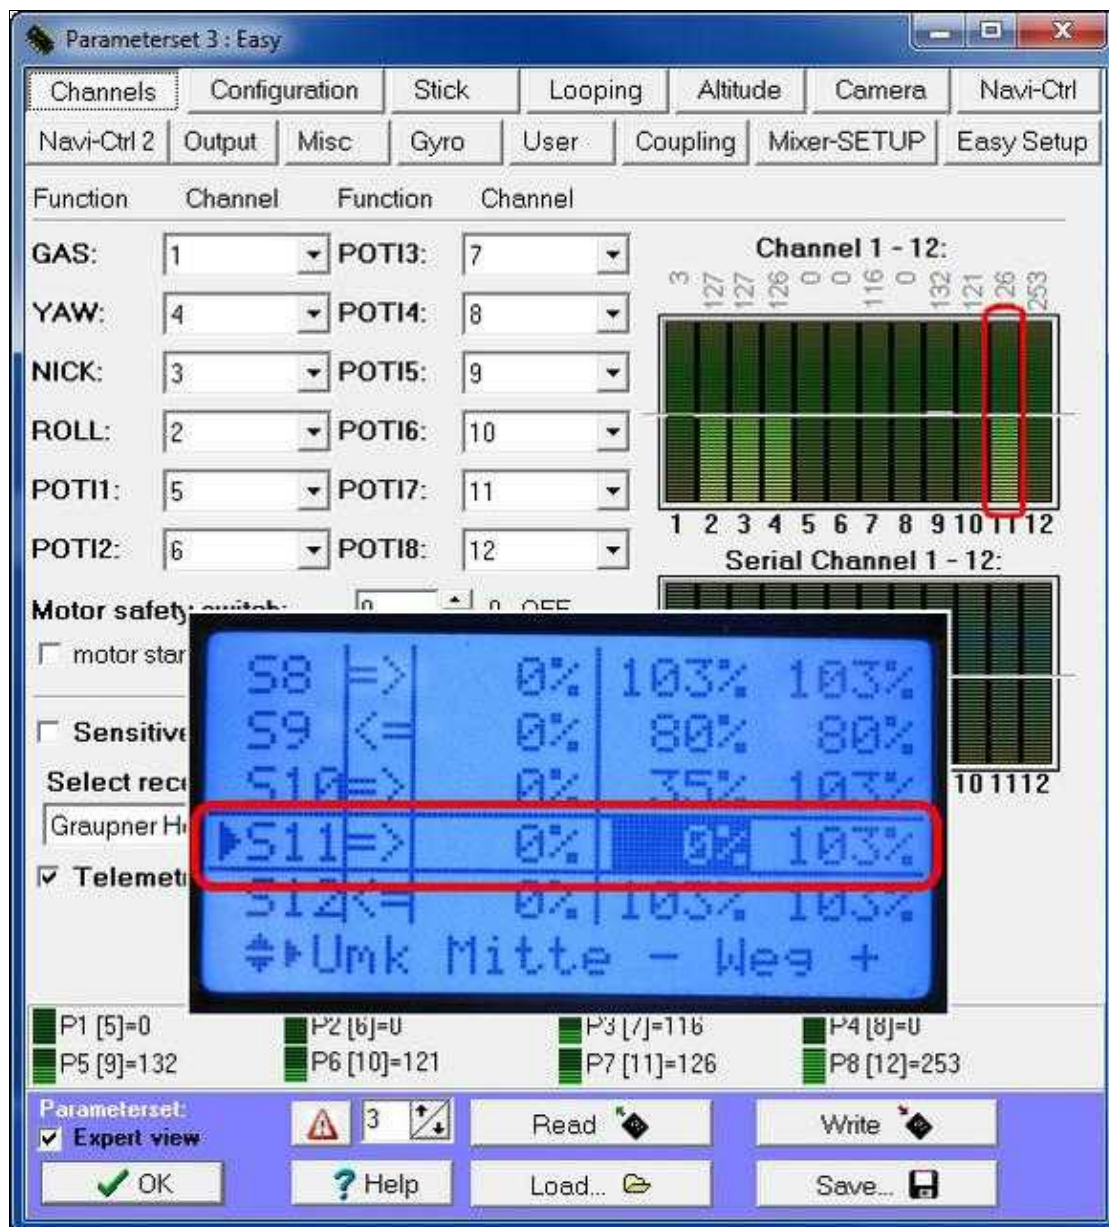 Parameterset 3 : Easy
Channels Configuration Stick Looping Altitude Camera Navi-Ctrl
Navi-Ctrl 2 Output Misc Gyro User Coupling Mixer-SETUP Easy Setup
Function Channel Function Channel
GAS: 1 POTI3: 7
Channel 1 - 12:
3 127 127 126 0 0 116 0 132 121 126 253
YAW: 4 POTI4: 8
NICK: 3 POTI5: 9
ROLL: 2 POTI6: 10
POTI1: 5 POTI7: 11
1 2 3 4 5 6 7 8 9 10 11 12
POTI2: 6 POTI8: 12
Serial Channel 1 - 12:
Motor safety switch: 0 0 OFF
motor star
S8 => 0% 103% 103%
Sensitive
S9 <= 0% 80% 80%
Select rece
S10 => 0% 35% 103%
10 11 12
Graupner H
S11 => 0% 0% 103%
Telemet
S12 <= 0% 103% 103%
Umk Mitte - Weg +
P1 [5]=0 P2 [6]=0 P3 [7]=116 P4 [8]=0
P5 [9]=132 P6 [10]=121 P7 [11]=126 P8 [12]=253
Parameterset:
Expert view 3 Read Write
OK Help Load... Save...